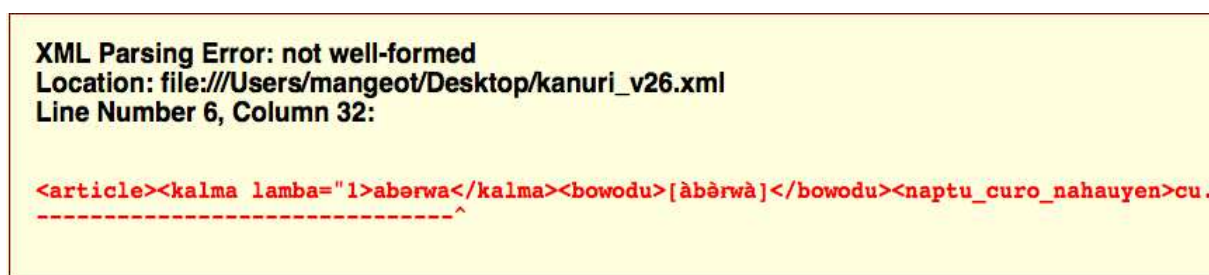 XML Parsing Error: not well-formed
Location: file:///Users/mangeot/Desktop/kanuri_v26.xml
Line Number 6, Column 32:
<article><kalma lamba="1>abərwa</kalma><bowodu>[àbə̀rwà]</bowodu><naptu_curo_nahauyen>cu.
-------------------------------^